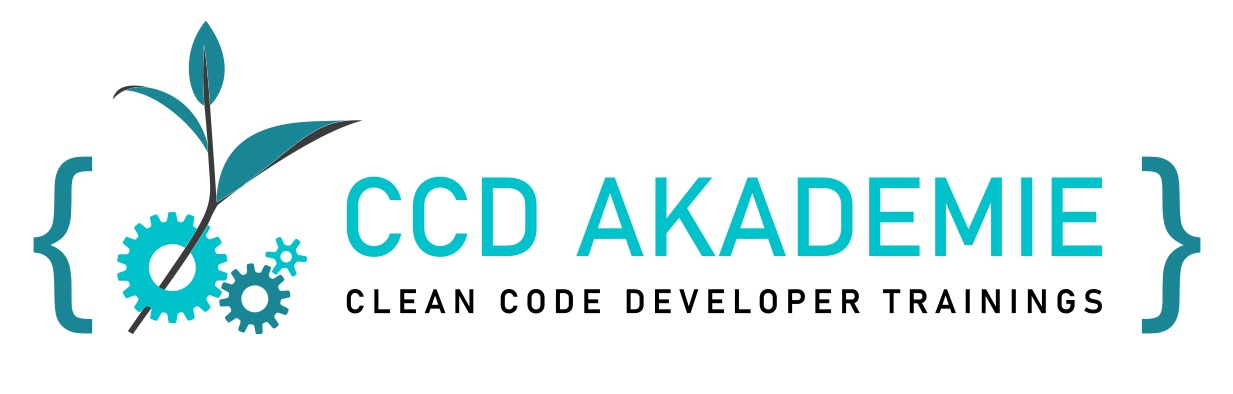 { CCD AKADEMIE }
CLEAN CODE DEVELOPER TRAININGS